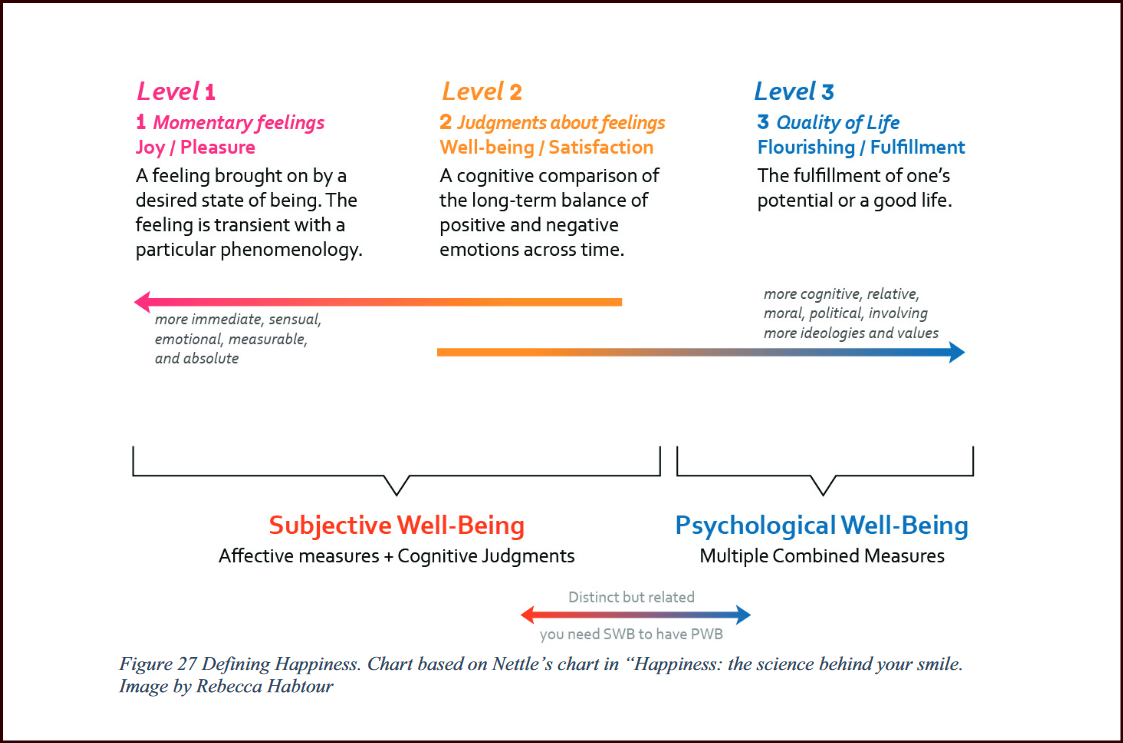 Level 1
1 Momentary feelings
Joy / Pleasure
A feeling brought on by a
desired state of being. The
feeling is transient with a
particular phenomenology.
Level 2
2 Judgments about feelings
Well-being / Satisfaction
A cognitive comparison of
the long-term balance of
positive and negative
emotions across time.
Level 3
3 Quality of Life
Flourishing / Fulfillment
The fulfillment of one's
potential or a good life.
more immediate, sensual,
emotional, measurable,
and absolute
more cognitive, relative,
moral, political, involving
more ideologies and values
Subjective Well-Being
Affective measures + Cognitive Judgments
Psychological Well-Being
Multiple Combined Measures
Distinct but related
you need SWB to have PWB
Figure 27 Defining Happiness. Chart based on Nettle's chart in “Happiness: the science behind your smile.
Image by Rebecca Habtour